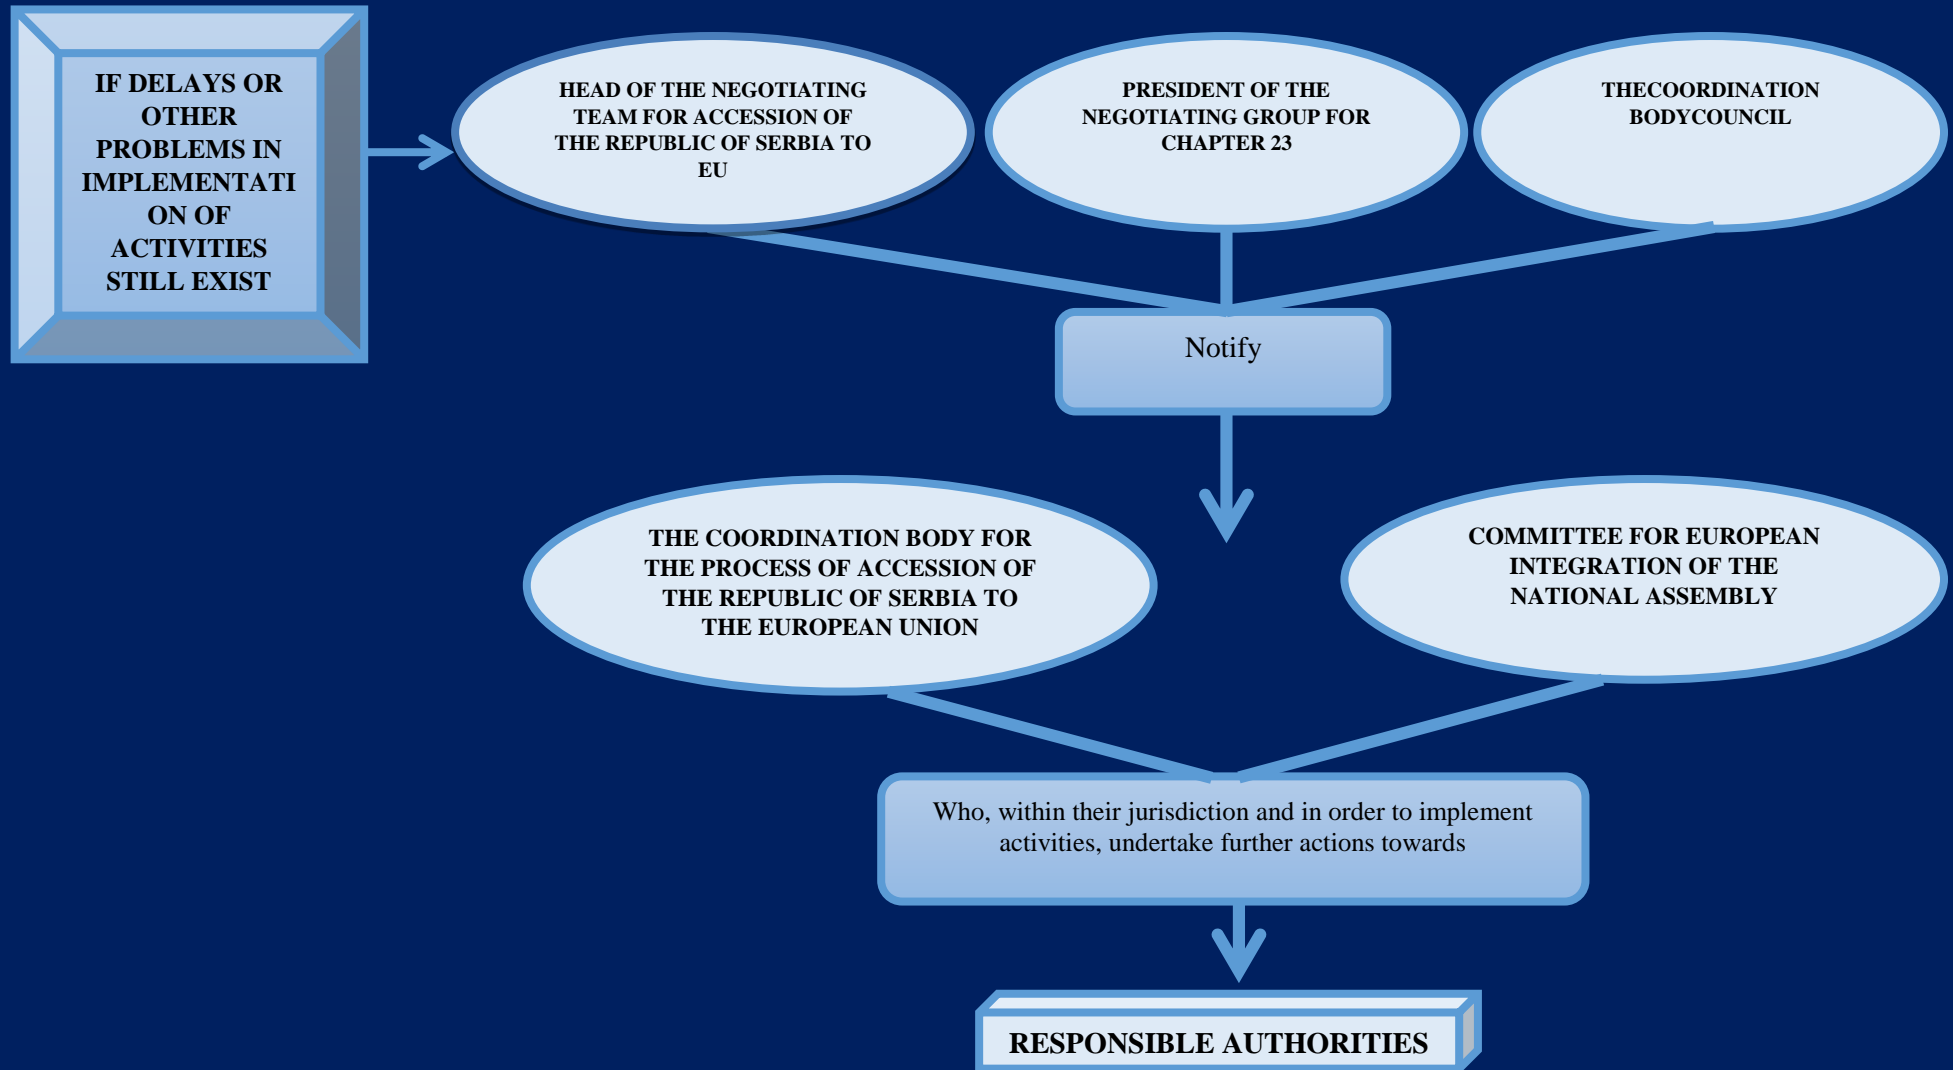 IF DELAYS OR
OTHER
PROBLEMS IN
IMPLEMENTATI
ON OF
ACTIVITIES
STILL EXIST
HEAD OF THE NEGOTIATING
TEAM FOR ACCESSION OF
THE REPUBLIC OF SERBIA TO
EU
PRESIDENT OF THE
NEGOTIATING GROUP FOR
CHAPTER 23
THECOORDINATION
BODYCOUNCIL
Notify
THE COORDINATION BODY FOR
THE PROCESS OF ACCESSION OF
THE REPUBLIC OF SERBIA TO
THE EUROPEAN UNION
COMMITTEE FOR EUROPEAN
INTEGRATION OF THE
NATIONAL ASSEMBLY
Who, within their jurisdiction and in order to implement
activities, undertake further actions towards
RESPONSIBLE AUTHORITIES